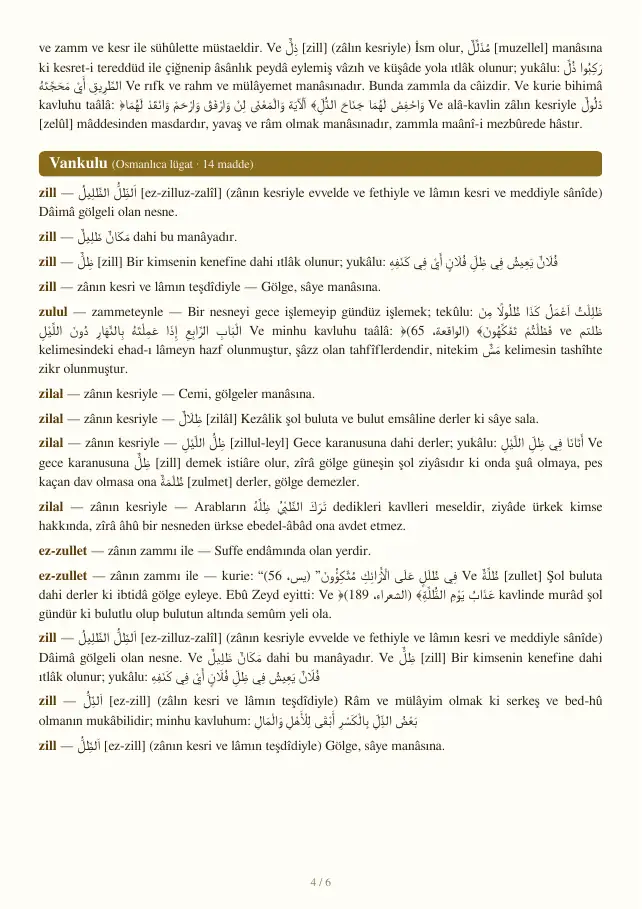 ve zamm ve kesr ile sühûlette müstaeldir. Ve ذِلٌّ [zill] (zâlın kesriyle) İsm olur, مُذَلَّلٌ [muzellel] manâsına
ki kesret-i tereddüd ile çiğnenip âsânlık peydâ eylemiş vâzıh ve küşâde yola ıtlâk olunur; yukâlu: رَكِبُوا ذُلَّ
الطَّرِيقِ أَيْ مَحَجَّتَهُ Ve rıfk ve rahm ve mülâyemet manâsınadır. Bunda zammla da câizdir. Ve kurie bihimâ
kavluhu taâlâ: ﴿وَاخْفِضْ لَهُمَا جَنَاحَ الذُّلِّ﴾ اَلْآيَةَ وَالْمَعْنَى لِنْ وَارْفَقْ وَارْحَمْ وَانْقَدْ لَهُمَا Ve alâ-kavlin zâlın kesriyle ذَلُولٌ
[zelûl] mâddesinden masdardır, yavaş ve râm olmak manâsınadır, zammla maânî-i mezbûrede hâstır.
Vankulu (Osmanlıca lügat · 14 madde)
zill — اَلظِّلُّ الظَّلِيلُ [ez-zilluz-zalîl] (zânın kesriyle evvelde ve fethiyle ve lâmın kesri ve meddiyle sânîde)
Dâimâ gölgeli olan nesne.
zill — مَكَانٌ ظَلِيلٌ dahi bu manâyadır.
zill — ظِلٌّ [zill] Bir kimsenin kenefine dahi ıtlâk olunur; yukâlu: فُلَانٌ يَعِيشُ فِي ظِلِّ فُلَانٍ أَيْ فِي كَنَفِهِ
zill — zânın kesri ve lâmın teşdîdiyle — Gölge, sâye manâsına.
zulul — zammeteynle — Bir nesneyi gece işlemeyip gündüz işlemek; tekûlu: ظَلِلْتُ أَعْمَلُ كَذَا ظُلُولًا مِنَ
الْبَابِ الرَّابِعِ إِذَا عَمِلْتَهُ بِالنَّهَارِ دُونَ اللَّيْلِ Ve minhu kavluhu taâlâ: ﴿فَظَلْتُمْ تَفَكَّهُونَ﴾ (الواقعة، 65) ve ظلتم
kelimesindeki ehad-ı lâmeyn hazf olunmuştur, şâzz olan tahfîflerdendir, nitekim مَسَّ kelimesin tashîhte
zikr olunmuştur.
zilal — zânın kesriyle — Cemi, gölgeler manâsına.
zilal — zânın kesriyle — ظِلَالٌ [zilâl] Kezâlik şol buluta ve bulut emsâline derler ki sâye sala.
zilal — zânın kesriyle — ظِلُّ اللَّيْلِ [zillul-leyl] Gece karanusuna dahi derler; yukâlu: أَتَانَا فِي ظِلِّ اللَّيْلِ Ve
gece karanusuna ظِلٌّ [zill] demek istiâre olur, zîrâ gölge güneşin şol ziyâsıdır ki onda şuâ olmaya, pes
kaçan dav olmasa ona ظُلْمَةٌ [zulmet] derler, gölge demezler.
zilal — zânın kesriyle — Arabların تَرَكَ الظَّبْيُ ظِلَّهُ dedikleri kavlleri meseldir, ziyâde ürkek kimse
hakkında, zîrâ âhû bir nesneden ürkse ebedel-âbâd ona avdet etmez.
ez-zullet — zânın zammı ile — Suffe endâmında olan yerdir.
ez-zullet — zânın zammı ile — kurie: “فِي ظُلَلٍ عَلَى الْأَرَائِكِ مُتَّكِؤُونَ” (يس، 56) Ve ظُلَّةٌ [zullet] Şol buluta
dahi derler ki ibtidâ gölge eyleye. Ebû Zeyd eyitti: Ve ﴿عَذَابُ يَوْمِ الظُّلَّةِ﴾ (الشعراء، 189) kavlinde murâd şol
gündür ki bulutlu olup bulutun altında semûm yeli ola.
zill — اَلظِّلُّ الظَّلِيلُ [ez-zilluz-zalîl] (zânın kesriyle evvelde ve fethiyle ve lâmın kesri ve meddiyle sânîde)
Dâimâ gölgeli olan nesne. Ve مَكَانٌ ظَلِيلٌ dahi bu manâyadır. Ve ظِلٌّ [zill] Bir kimsenin kenefine dahi
ıtlâk olunur; yukâlu: فُلَانٌ يَعِيشُ فِي ظِلِّ فُلَانٍ أَيْ فِي كَنَفِهِ
zill — اَلذِّلُّ [ez-zill] (zâlın kesri ve lâmın teşdîdiyle) Râm ve mülâyim olmak ki serkeş ve bed-hû
olmanın mukâbilidir; minhu kavluhum: بَعْضُ الذِّلِّ بِالْكَسْرِ أَبْقَى لِلْأَهْلِ وَالْمَالِ
zill — اَلظِّلُّ [ez-zill] (zânın kesri ve lâmın teşdîdiyle) Gölge, sâye manâsına.
4 / 6